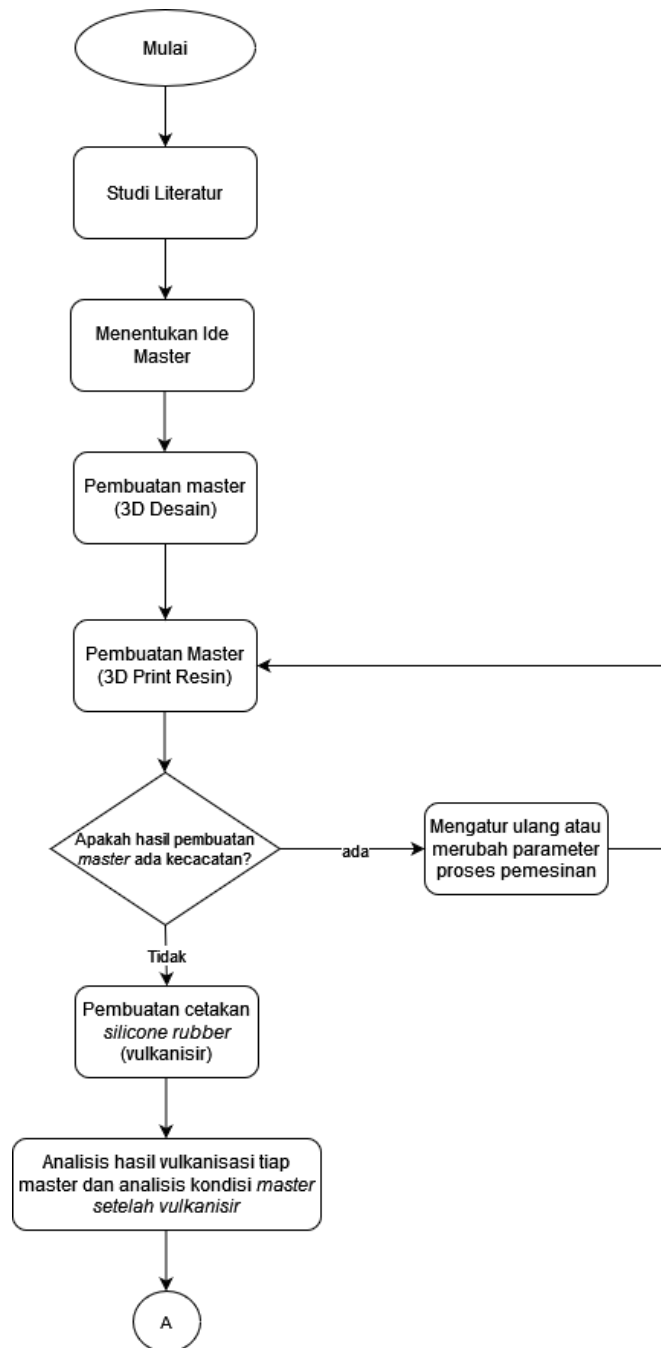 Mulai
Studi Literatur
Menentukan Ide
Master
Pembuatan master
(3D Desain)
Pembuatan Master
(3D Print Resin)
Apakah hasil pembuatan
master ada kecacatan?
ada
Mengatur ulang atau
merubah parameter
proses pemesinan
Tidak
Pembuatan cetakan
silicone rubber
(vulkanisir)
Analisis hasil vulkanisasi tiap
master dan analisis kondisi master
setelah vulkanisir
A